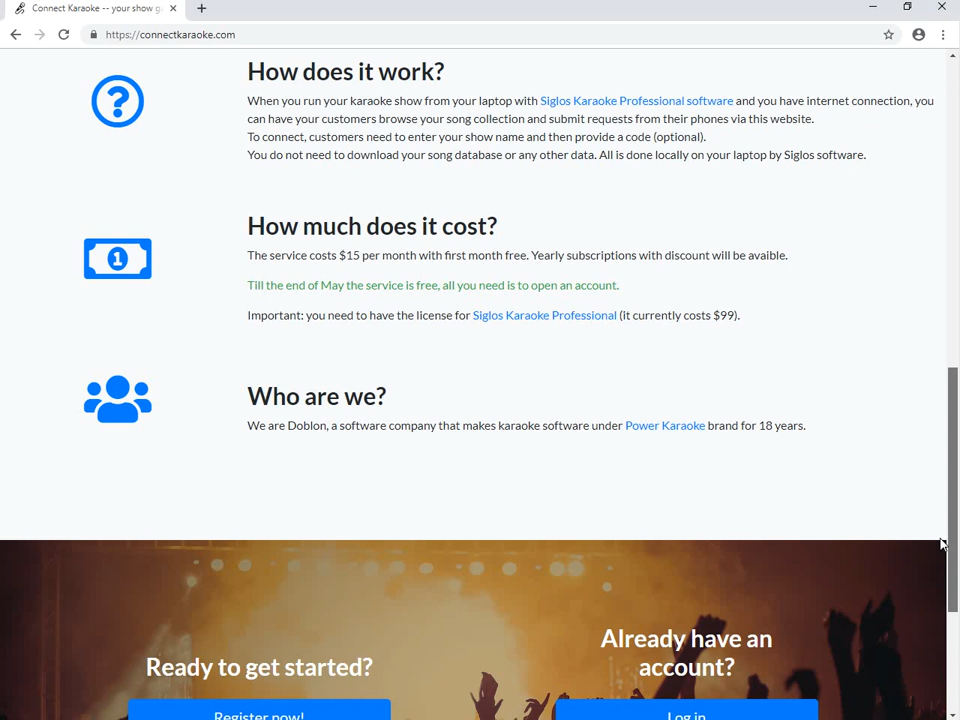 Connect Karaoke -- your show g
https://connectkaraoke.com
How does it work?
When you run your karaoke show from your laptop with Siglos Karaoke Professional software and you have internet connection, you
can have your customers browse your song collection and submit requests from their phones via this website.
To connect, customers need to enter your show name and then provide a code (optional).
You do not need to download your song database or any other data. All is done locally on your laptop by Siglos software.
1
How much does it cost?
The service costs $15 per month with first month free. Yearly subscriptions with discount will be avaible.
Till the end of May the service is free, all you need is to open an account.
Important: you need to have the license for Siglos Karaoke Professional (it currently costs $99).
Who are we?
We are Doblon, a software company that makes karaoke software under Power Karaoke brand for 18 years.
Ready to get started?
Register now!
Already have an
account?
Log in